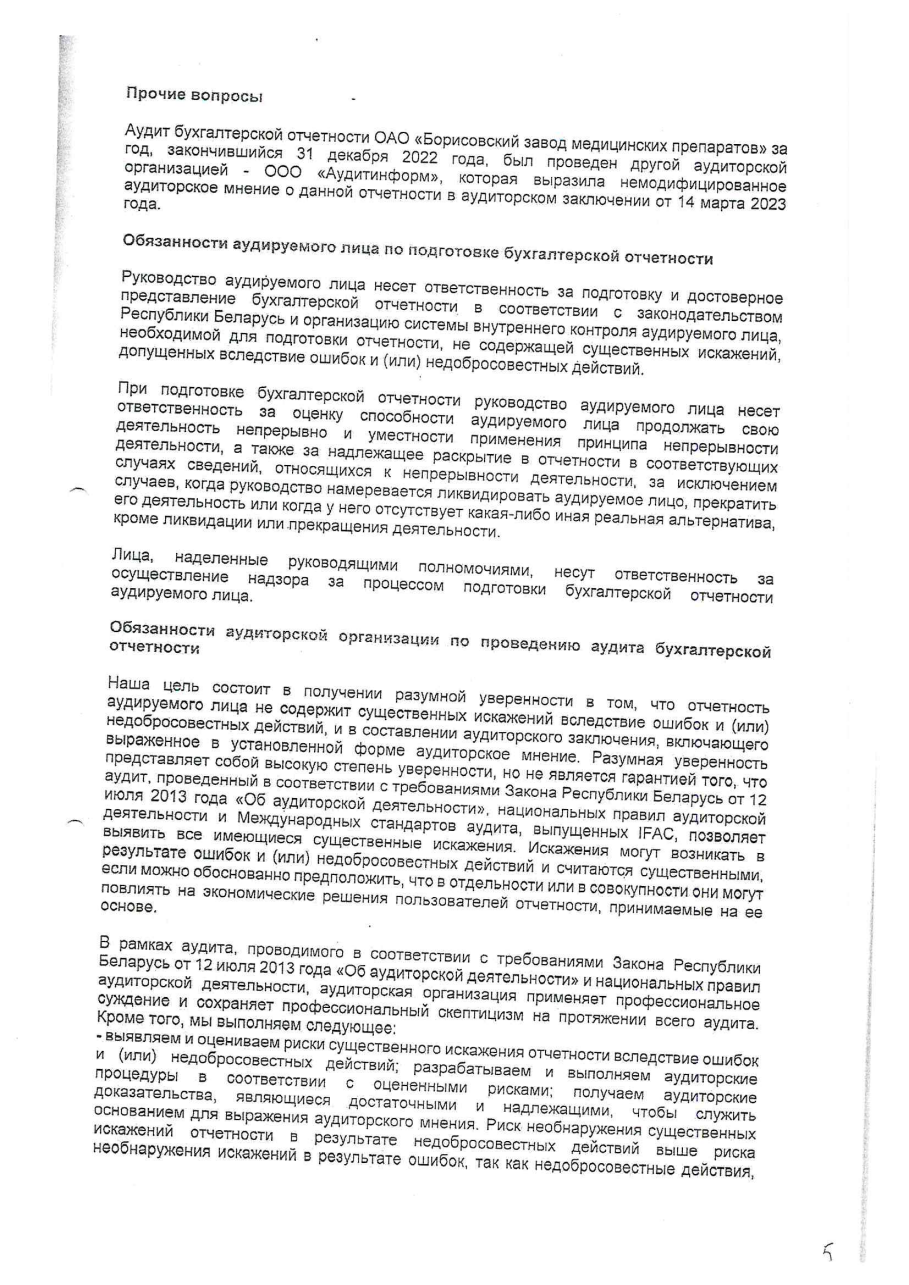 Прочие вопросы
Аудит бухгалтерской отчетности ОАО «Борисовский завод медицинских препаратов» за
год, закончившийся 31 декабря 2022 года, был проведен другой аудиторской
организацией - ООО «Аудитинформ», которая выразила немодифицированное
аудиторское мнение о данной отчетности в аудиторском заключении от 14 марта 2023
года.
Обязанности аудируемого лица по подготовке бухгалтерской отчетности
Руководство аудируемого лица несет ответственность за подготовку и достоверное
представление бухгалтерской отчетности в соответствии с законодательством
Республики Беларусь и организацию системы внутреннего контроля аудируемого лица,
необходимой для подготовки отчетности, не содержащей существенных искажений,
допущенных вследствие ошибок и (или) недобросовестных действий.
При подготовке бухгалтерской отчетности руководство аудируемого лица несет
ответственность за оценку способности аудируемого лица продолжать свою
деятельность непрерывно и уместности применения принципа непрерывности
деятельности, а также за надлежащее раскрытие в отчетности в соответствующих
случаях сведений, относящихся к непрерывности деятельности, за исключением
случаев, когда руководство намеревается ликвидировать аудируемое лицо, прекратить
его деятельность или когда у него отсутствует какая-либо иная реальная альтернатива,
кроме ликвидации или прекращения деятельности.
Лица, наделенные руководящими полномочиями, несут ответственность за
осуществление надзора за процессом подготовки бухгалтерской отчетности
аудируемого лица.
Обязанности аудиторской организации по проведению аудита бухгалтерской
отчетности
Наша цель состоит в получении разумной уверенности в том, что отчетность
аудируемого лица не содержит существенных искажений вследствие ошибок и (или)
недобросовестных действий, и в составлении аудиторского заключения, включающего
выраженное в установленной форме аудиторское мнение. Разумная уверенность
представляет собой высокую степень уверенности, но не является гарантией того, что
аудит, проведенный в соответствии с требованиями Закона Республики Беларусь от 12
июля 2013 года «Об аудиторской деятельности», национальных правил аудиторской
деятельности и Международных стандартов аудита, выпущенных IFAC, позволяет
выявить все имеющиеся существенные искажения. Искажения могут возникать в
результате ошибок и (или) недобросовестных действий и считаются существенными,
если можно обоснованно предположить, что в отдельности или в совокупности они могут
повлиять на экономические решения пользователей отчетности, принимаемые на ее
основе.
В рамках аудита, проводимого в соответствии с требованиями Закона Республики
Беларусь от 12 июля 2013 года «Об аудиторской деятельности» и национальных правил
аудиторской деятельности, аудиторская организация применяет профессиональное
суждение и сохраняет профессиональный скептицизм на протяжении всего аудита.
Кроме того, мы выполняем следующее:
- выявляем и оцениваем риски существенного искажения отчетности вследствие ошибок
и (или) недобросовестных действий; разрабатываем и выполняем аудиторские
процедуры в соответствии с оцененными рисками; получаем аудиторские
доказательства, являющиеся достаточными и надлежащими, чтобы служить
основанием для выражения аудиторского мнения. Риск необнаружения существенных
искажений отчетности в результате недобросовестных действий выше риска
необнаружения искажений в результате ошибок, так как недобросовестные действия,
5